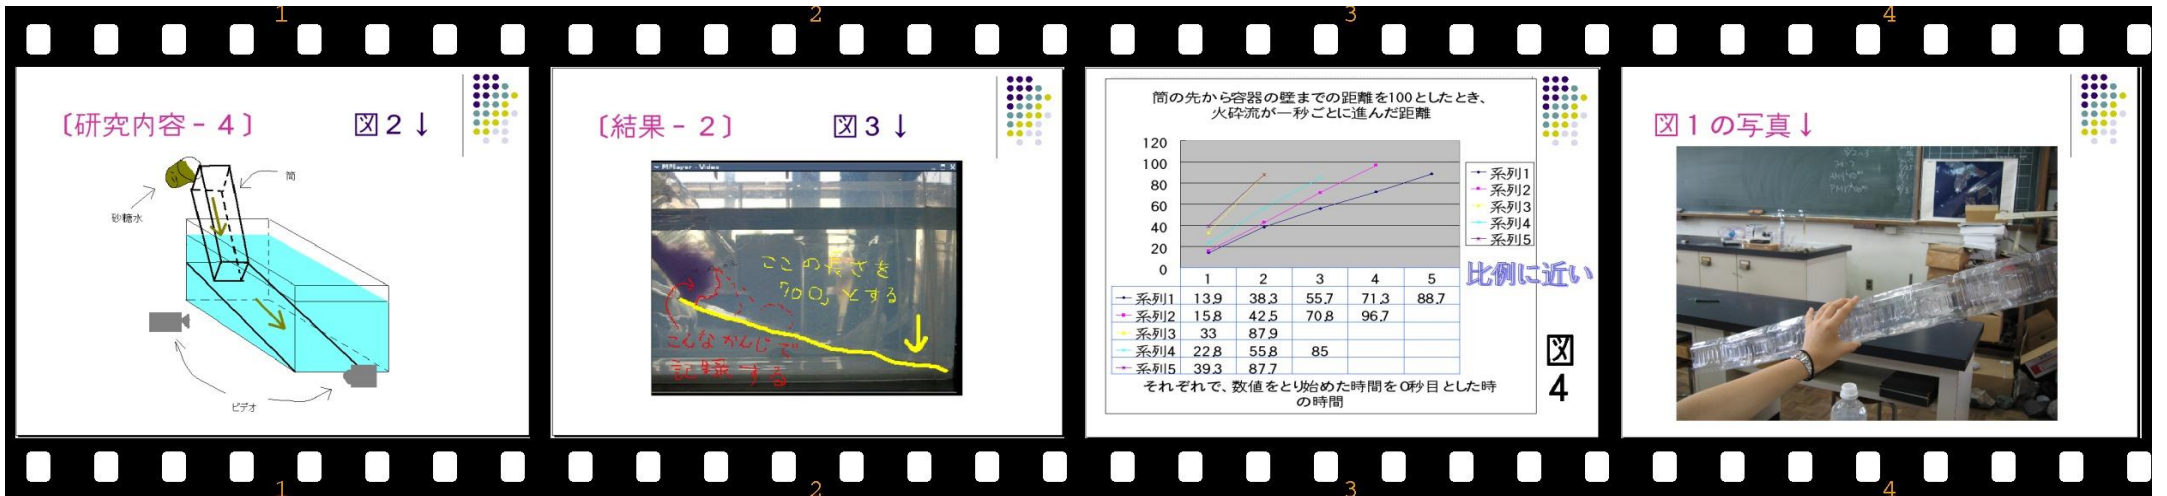 1
2
3
4
〔研究内容－４〕
図２↓
筒
砂糖水
ビデオ
〔結果－２〕
図３↓
MPlayer - Video
ここの長さを
「100」とする
こんなかんじで
記録する
筒の先から容器の壁までの距離を100としたとき、
火砕流が一秒ごとに進んだ距離
120
100
80
60
40
20
0
系列1
系列2
系列3
系列4
系列5
1 2 3 4 5
系列1 13.9 38.3 55.7 71.3 88.7
系列2 15.8 42.5 70.8 96.7
系列3 33 87.9
系列4 22.8 55.8 85
系列5 39.3 87.7
比例に近い
それぞれで、数値をとり始めた時間を0秒目とした時
の時間
図
4
図１の写真↓
1
2
3
4